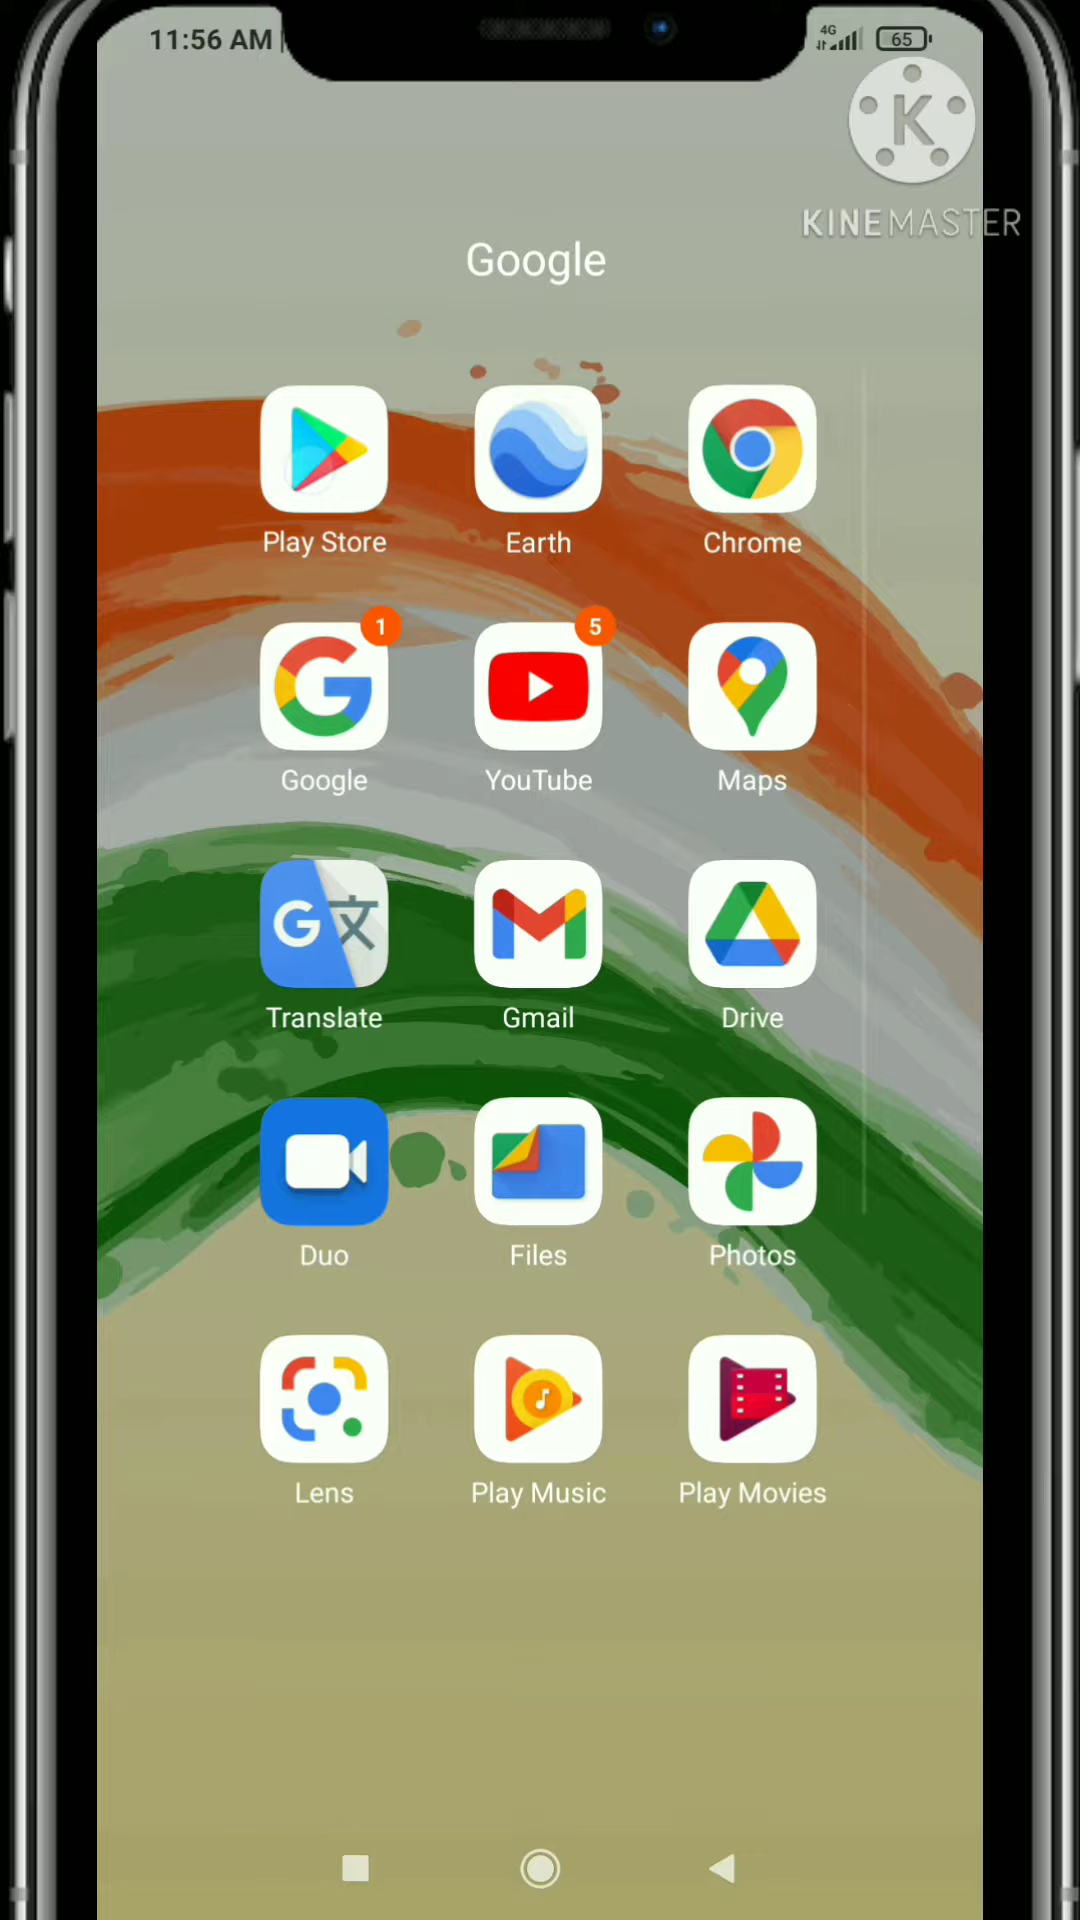 11:56 AM
4G
65
K
KINEMASTER
Google
Play Store
Earth
Chrome
1
5
Google
YouTube
Maps
G 文
Translate
Gmail
Drive
Duo
Files
Photos
Lens
Play Music
Play Movies